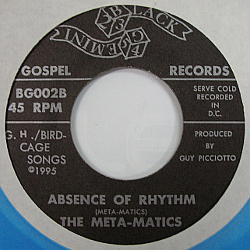 BLACK
GEMINI
GOSPEL RECORDS
BG002B
45 RPM
SERVE COLD
RECORDED
IN
D.C.
G. H./BIRD-
CAGE
SONGS
©1995
PRODUCED
BY
GUY PICCIOTTO
ABSENCE OF RHYTHM
(META-MATICS)
THE META-MATICS